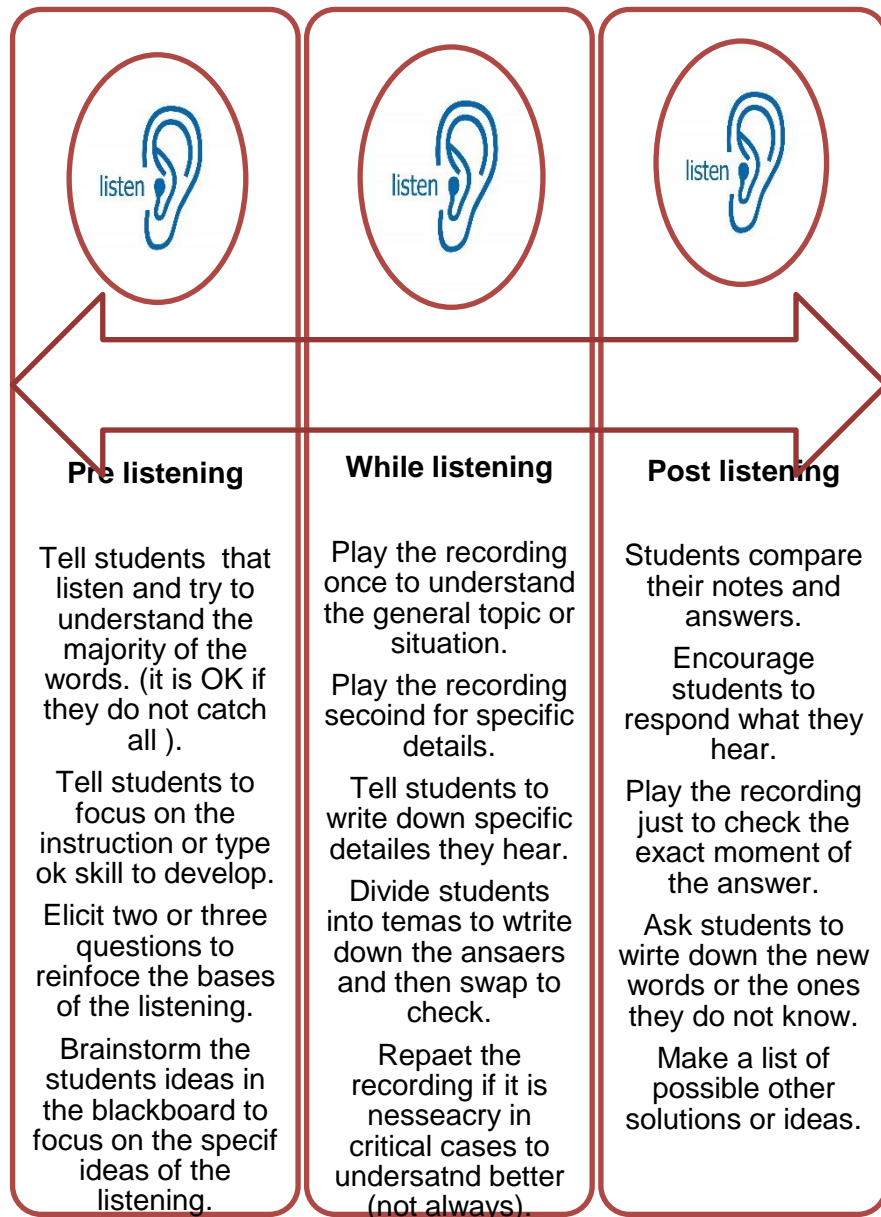 listen
listen
listen
Pre listening
Tell students that
listen and try to
understand the
majority of the
words. (it is OK if
they do not catch
all ).
Tell students to
focus on the
instruction or type
ok skill to develop.
Elicit two or three
questions to
reinfoce the bases
of the listening.
Brainstorm the
students ideas in
the blackboard to
focus on the specif
ideas of the
listening.
While listening
Play the recording
once to understand
the general topic or
situation.
Play the recording
secoind for specific
details.
Tell students to
write down specific
detailes they hear.
Divide students
into temas to wtrite
down the ansaers
and then swap to
check.
Repaet the
recording if it is
nesseacry in
critical cases to
undersatnd better
(not always).
Post listening
Students compare
their notes and
answers.
Encourage
students to
respond what they
hear.
Play the recording
just to check the
exact moment of
the answer.
Ask students to
wirte down the new
words or the ones
they do not know.
Make a list of
possible other
solutions or ideas.